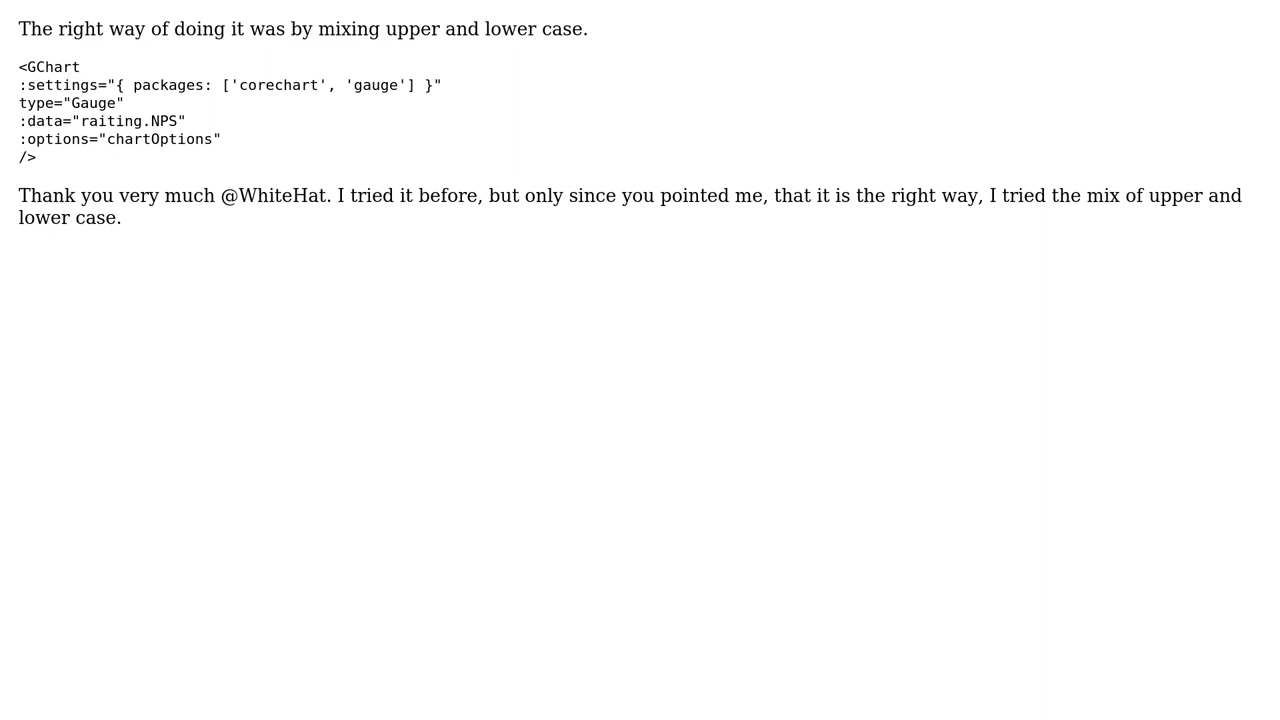 The right way of doing it was by mixing upper and lower case.
<GChart
:settings="{ packages: ['corechart', 'gauge'] }"
type="Gauge"
:data="raiting.NPS"
:options="chartOptions"
/>
Thank you very much @WhiteHat. I tried it before, but only since you pointed me, that it is the right way, I tried the mix of upper and
lower case.